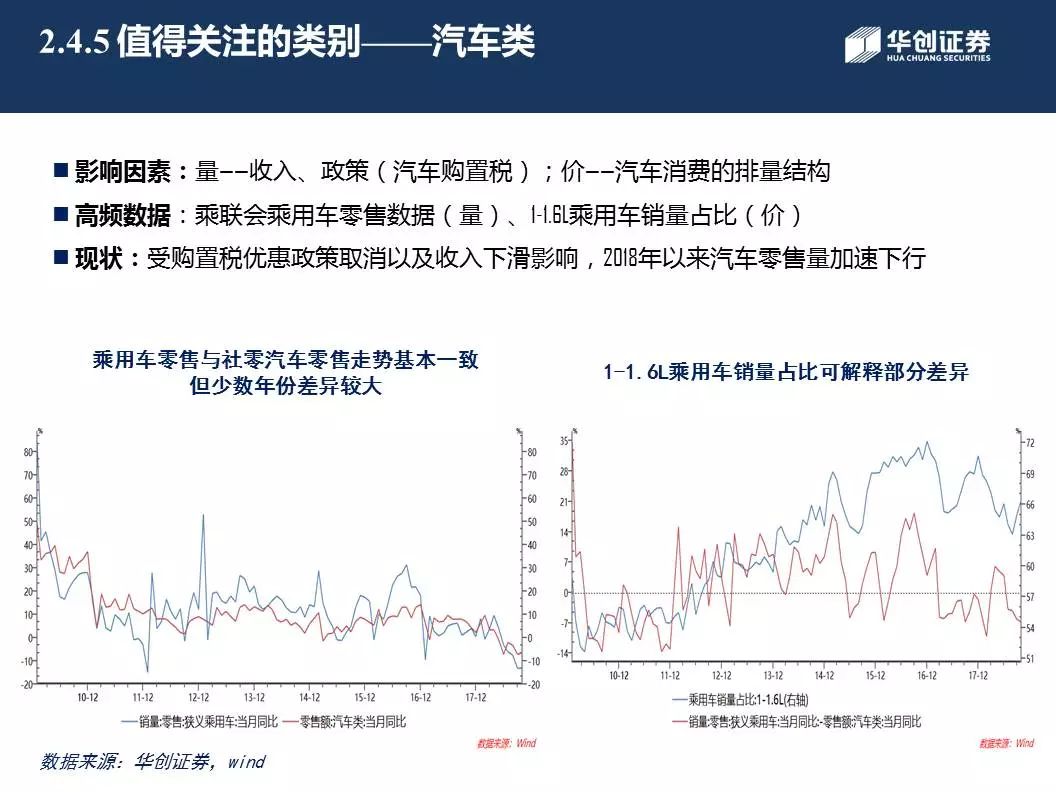 2.4.5 值得关注的类别——汽车类
华创证券
HUA CHUANG SECURITIES
■ 影响因素：量——收入、政策（汽车购置税）；价——汽车消费的排量结构
■ 高频数据：乘联会乘用车零售数据（量）、1-1.6L乘用车销量占比（价）
■ 现状：受购置税优惠政策取消以及收入下滑影响，2018年以来汽车零售量加速下行
乘用车零售与社零汽车零售走势基本一致
但少数年份差异较大
% %
80 80
70 70
60 60
50 50
40 40
30 30
20 20
10 10
0 0
-10 -10
-20 -20
10-12 11-12 12-12 13-12 14-12 15-12 16-12 17-12
销量:零售:狭义乘用车:当月同比 零售额:汽车类:当月同比
数据来源：Wind
1-1.6L乘用车销量占比可解释部分差异
% %
35 72
28 69
21 66
14 63
7 60
0 57
-7 54
-14 51
10-12 11-12 12-12 13-12 14-12 15-12 16-12 17-12
乘用车销量占比:1-1.6L(右轴)
销量:零售:狭义乘用车:当月同比:-零售额:汽车类:当月同比
数据来源：Wind
数据来源：华创证券，wind